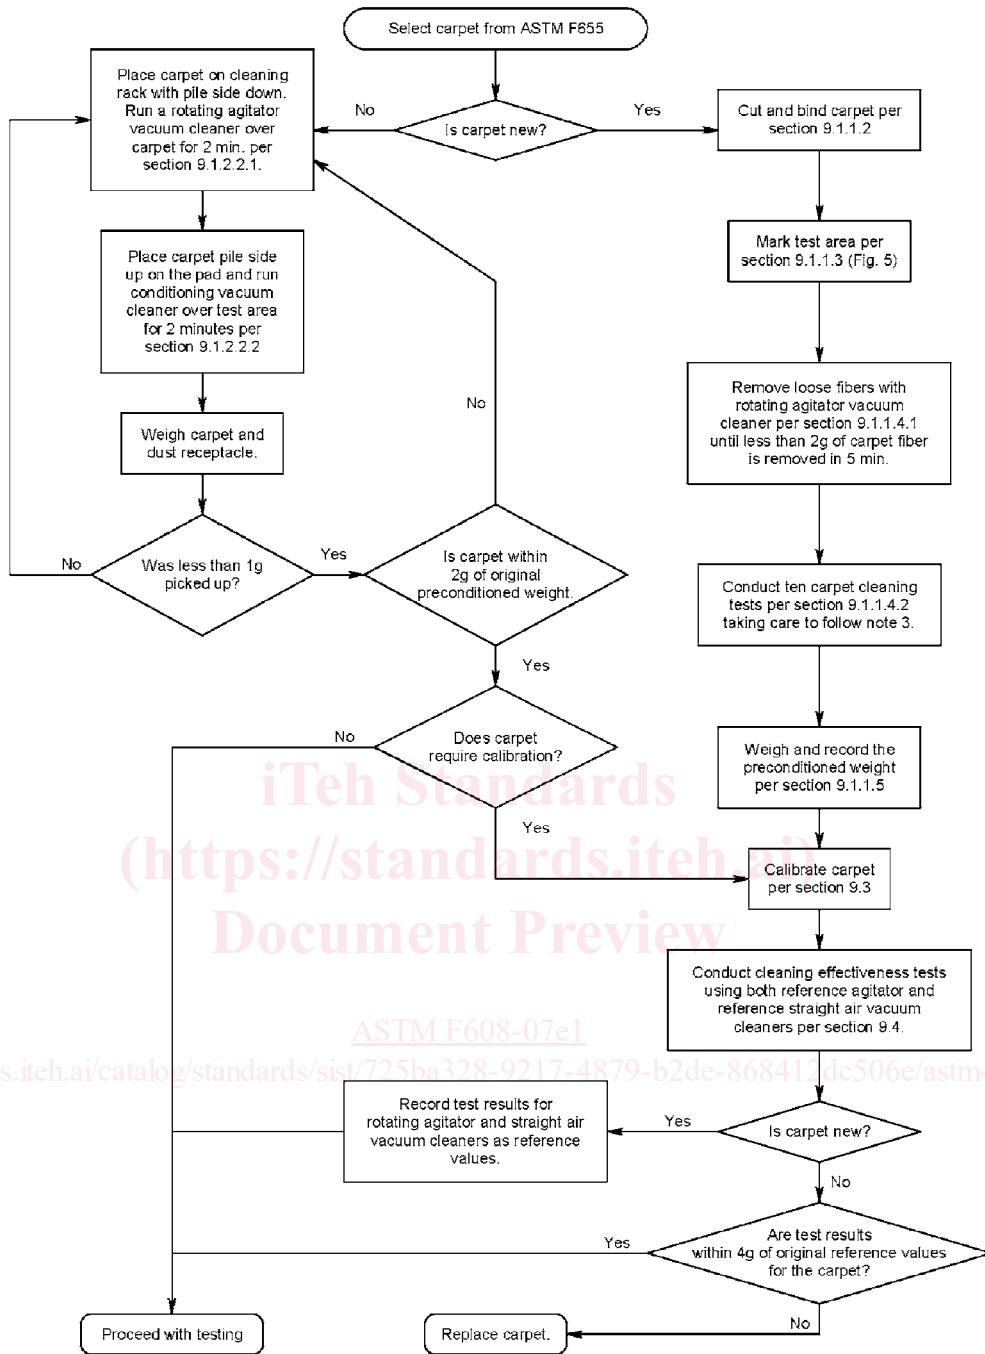 Select carpet from ASTM F655
Place carpet on cleaning
rack with pile side down.
Run a rotating agitator
vacuum cleaner over
carpet for 2 min. per
section 9.1.2.2.1.
No
Is carpet new?
Yes
Cut and bind carpet per
section 9.1.1.2
Mark test area per
section 9.1.1.3 (Fig. 5)
Place carpet pile side
up on the pad and run
conditioning vacuum
cleaner over test area
for 2 minutes per
section 9.1.2.2.2
Remove loose fibers with
rotating agitator vacuum
cleaner per section 9.1.1.4.1
until less than 2g of carpet fiber
is removed in 5 min.
No
Weigh carpet and
dust receptacle.
No
Was less than 1g
picked up?
Yes
Is carpet within
2g of original
preconditioned weight.
Conduct ten carpet cleaning
tests per section 9.1.1.4.2
taking care to follow note 3.
Yes
No
Does carpet
require calibration?
Weigh and record the
preconditioned weight
per section 9.1.1.5
Yes
iTeh Standards
(https://standards.iteh.ai)
Document Preview
Calibrate carpet
per section 9.3
Conduct cleaning effectiveness tests
using both reference agitator and
reference straight air vacuum
cleaners per section 9.4.
ASTM F608-07e1
s.iteh.ai/catalog/standards/sist/725ba328-9217-4879-b2de-868412dc506e/astm-
Record test results for
rotating agitator and straight air
vacuum cleaners as reference
values.
Yes
Is carpet new?
No
Yes
Are test results
within 4g of original reference values
for the carpet?
No
Proceed with testing
Replace carpet.